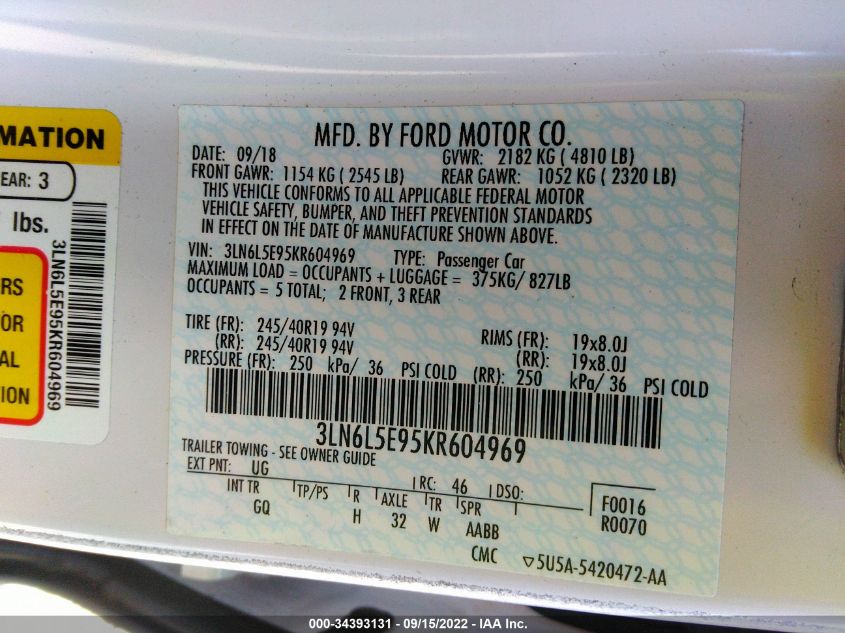 MATION
EAR: 3
lbs.
3LN6L5E95KR604969
RS
OR
AL
ION
MFD. BY FORD MOTOR CO.
DATE: 09/18 GVWR: 2182 KG ( 4810 LB)
FRONT GAWR: 1154 KG ( 2545 LB) REAR GAWR: 1052 KG ( 2320 LB)
THIS VEHICLE CONFORMS TO ALL APPLICABLE FEDERAL MOTOR
VEHICLE SAFETY, BUMPER, AND THEFT PREVENTION STANDARDS
IN EFFECT ON THE DATE OF MANUFACTURE SHOWN ABOVE.
VIN: 3LN6L5E95KR604969 TYPE: Passenger Car
MAXIMUM LOAD = OCCUPANTS + LUGGAGE = 375KG/ 827LB
OCCUPANTS = 5 TOTAL; 2 FRONT, 3 REAR
TIRE (FR): 245/40R19 94V RIMS (FR): 19x8.0J
(RR): 245/40R19 94V (RR): 19x8.0J
PRESSURE (FR): 250 kPa/ 36 PSI COLD (RR): 250 kPa/ 36 PSI COLD
3LN6L5E95KR604969
TRAILER TOWING - SEE OWNER GUIDE
EXT PNT: UG RC: 46 DSO:
INT TR TP/PS R AXLE TR SPR
GQ H 32 W AABB
F0016
R0070
CMC ▽5U5A-5420472-AA
000-34393131 - 09/15/2022 - IAA Inc.